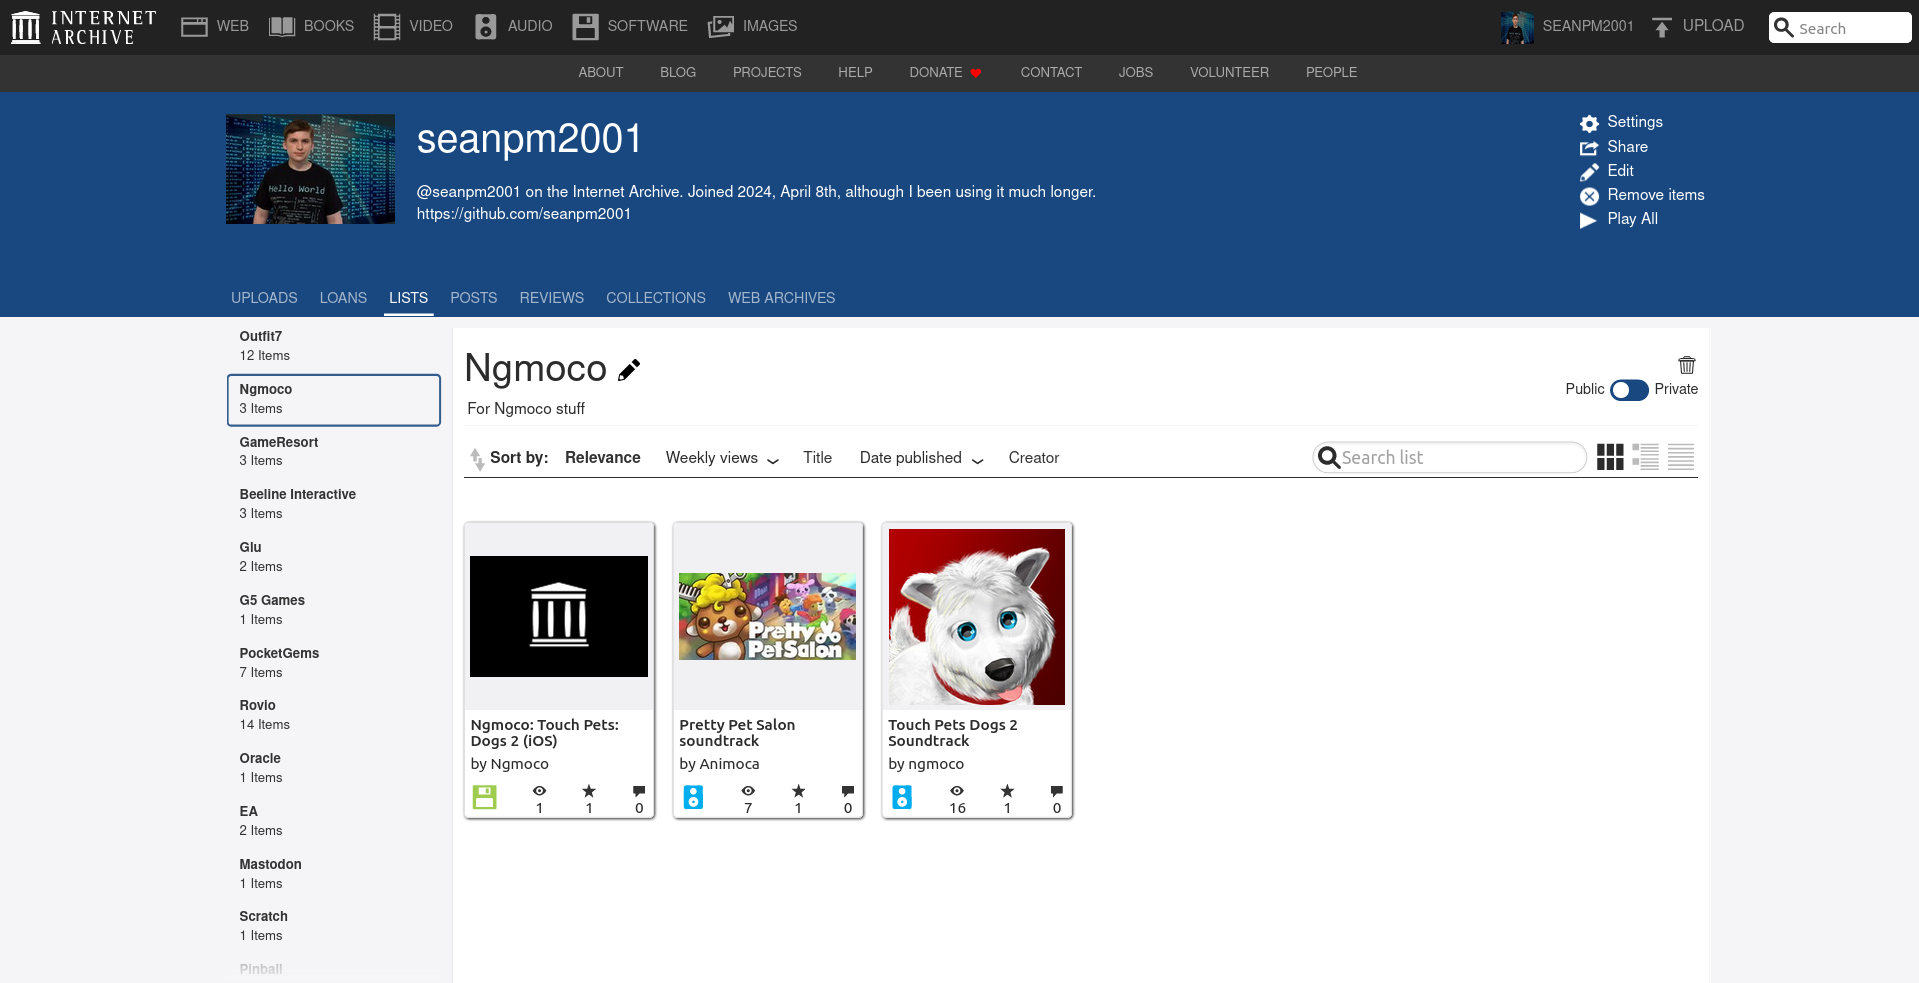 INTERNET ARCHIVE
WEB BOOKS VIDEO AUDIO SOFTWARE IMAGES SEANPM2001 UPLOAD Search
ABOUT BLOG PROJECTS HELP DONATE CONTACT JOBS VOLUNTEER PEOPLE
Hello World
seanpm2001
@seanpm2001 on the Internet Archive. Joined 2024, April 8th, although I been using it much longer.
https://github.com/seanpm2001
Settings
Share
Edit
Remove items
Play All
UPLOADS LOANS LISTS POSTS REVIEWS COLLECTIONS WEB ARCHIVES
Outfit7
12 Items
Ngmoco
3 Items
GameResort
3 Items
Beeline Interactive
3 Items
Glu
2 Items
G5 Games
1 Items
PocketGems
7 Items
Rovio
14 Items
Oracle
1 Items
EA
2 Items
Mastodon
1 Items
Scratch
1 Items
Pinball
Ngmoco
For Ngmoco stuff
Public Private
Sort by: Relevance Weekly views Title Date published Creator
Search list
Ngmoco: Touch Pets:
Dogs 2 (iOS)
by Ngmoco
1 1 0
Pretty
Pet Salon
Pretty Pet Salon
soundtrack
by Animoca
7 1 0
Touch Pets Dogs 2
Soundtrack
by ngmoco
16 1 0